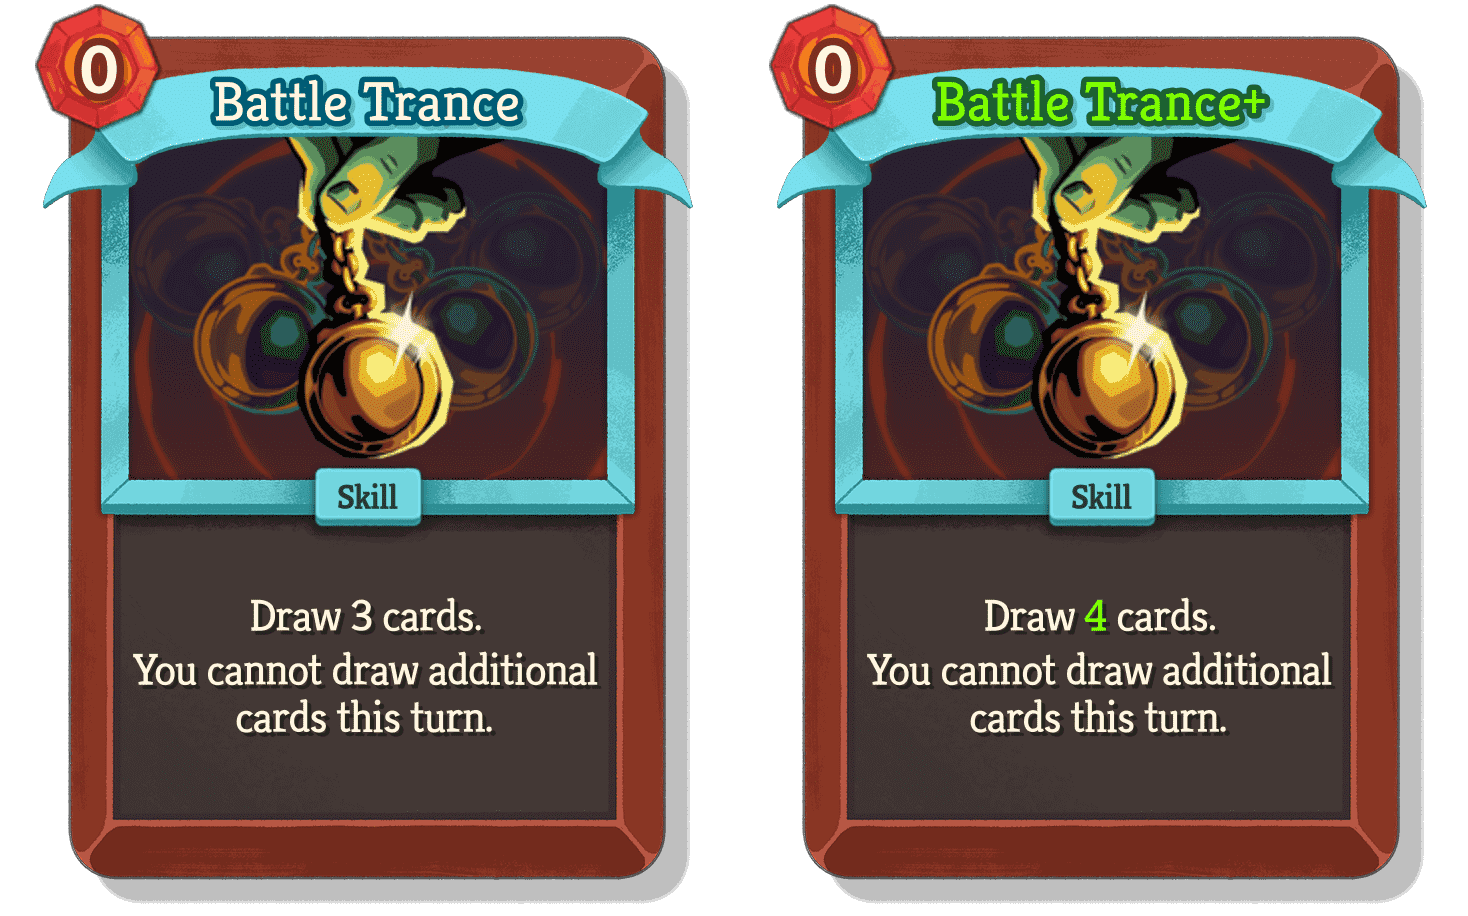 0
Battle Trance
Skill
Draw 3 cards.
You cannot draw additional
cards this turn.
0
Battle Trance+
Skill
Draw 4 cards.
You cannot draw additional
cards this turn.